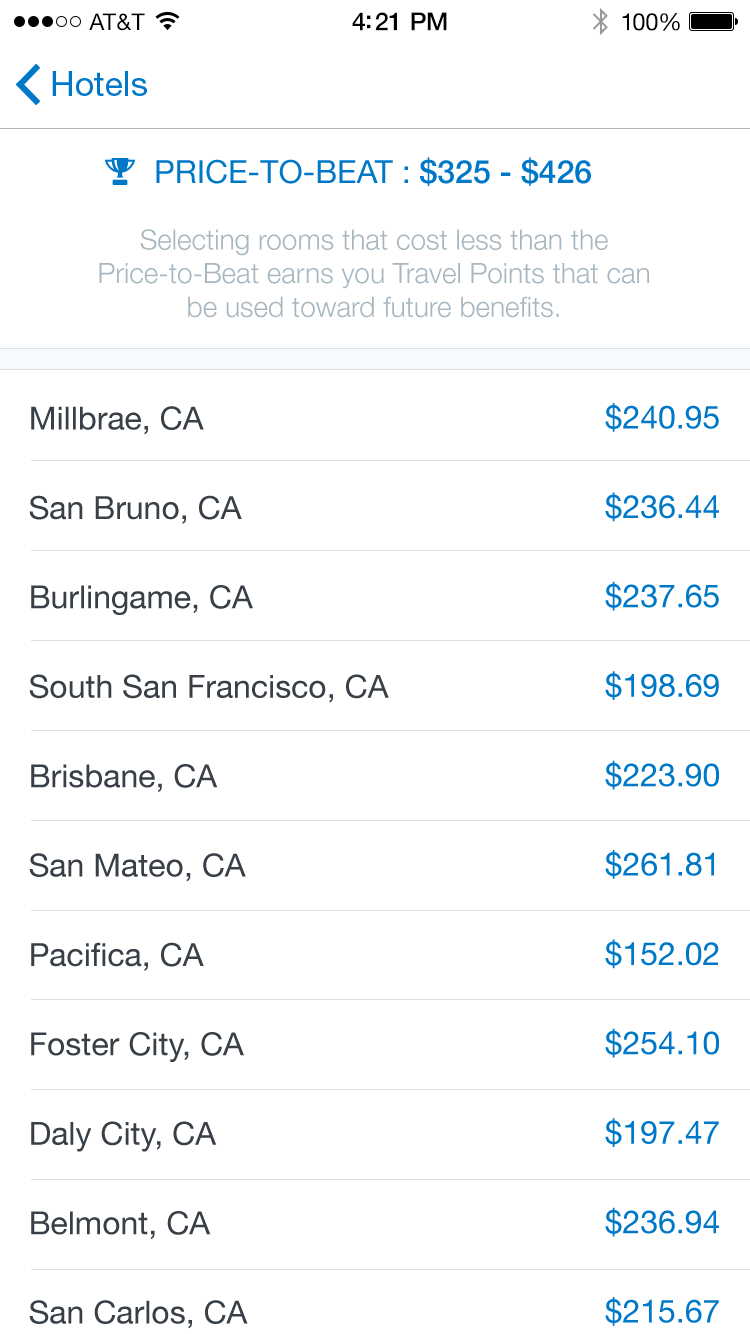 AT&T 4:21 PM 100%
Hotels
PRICE-TO-BEAT : $325 - $426
Selecting rooms that cost less than the
Price-to-Beat earns you Travel Points that can
be used toward future benefits.
Millbrae, CA $240.95
San Bruno, CA $236.44
Burlingame, CA $237.65
South San Francisco, CA $198.69
Brisbane, CA $223.90
San Mateo, CA $261.81
Pacifica, CA $152.02
Foster City, CA $254.10
Daly City, CA $197.47
Belmont, CA $236.94
San Carlos, CA $215.67